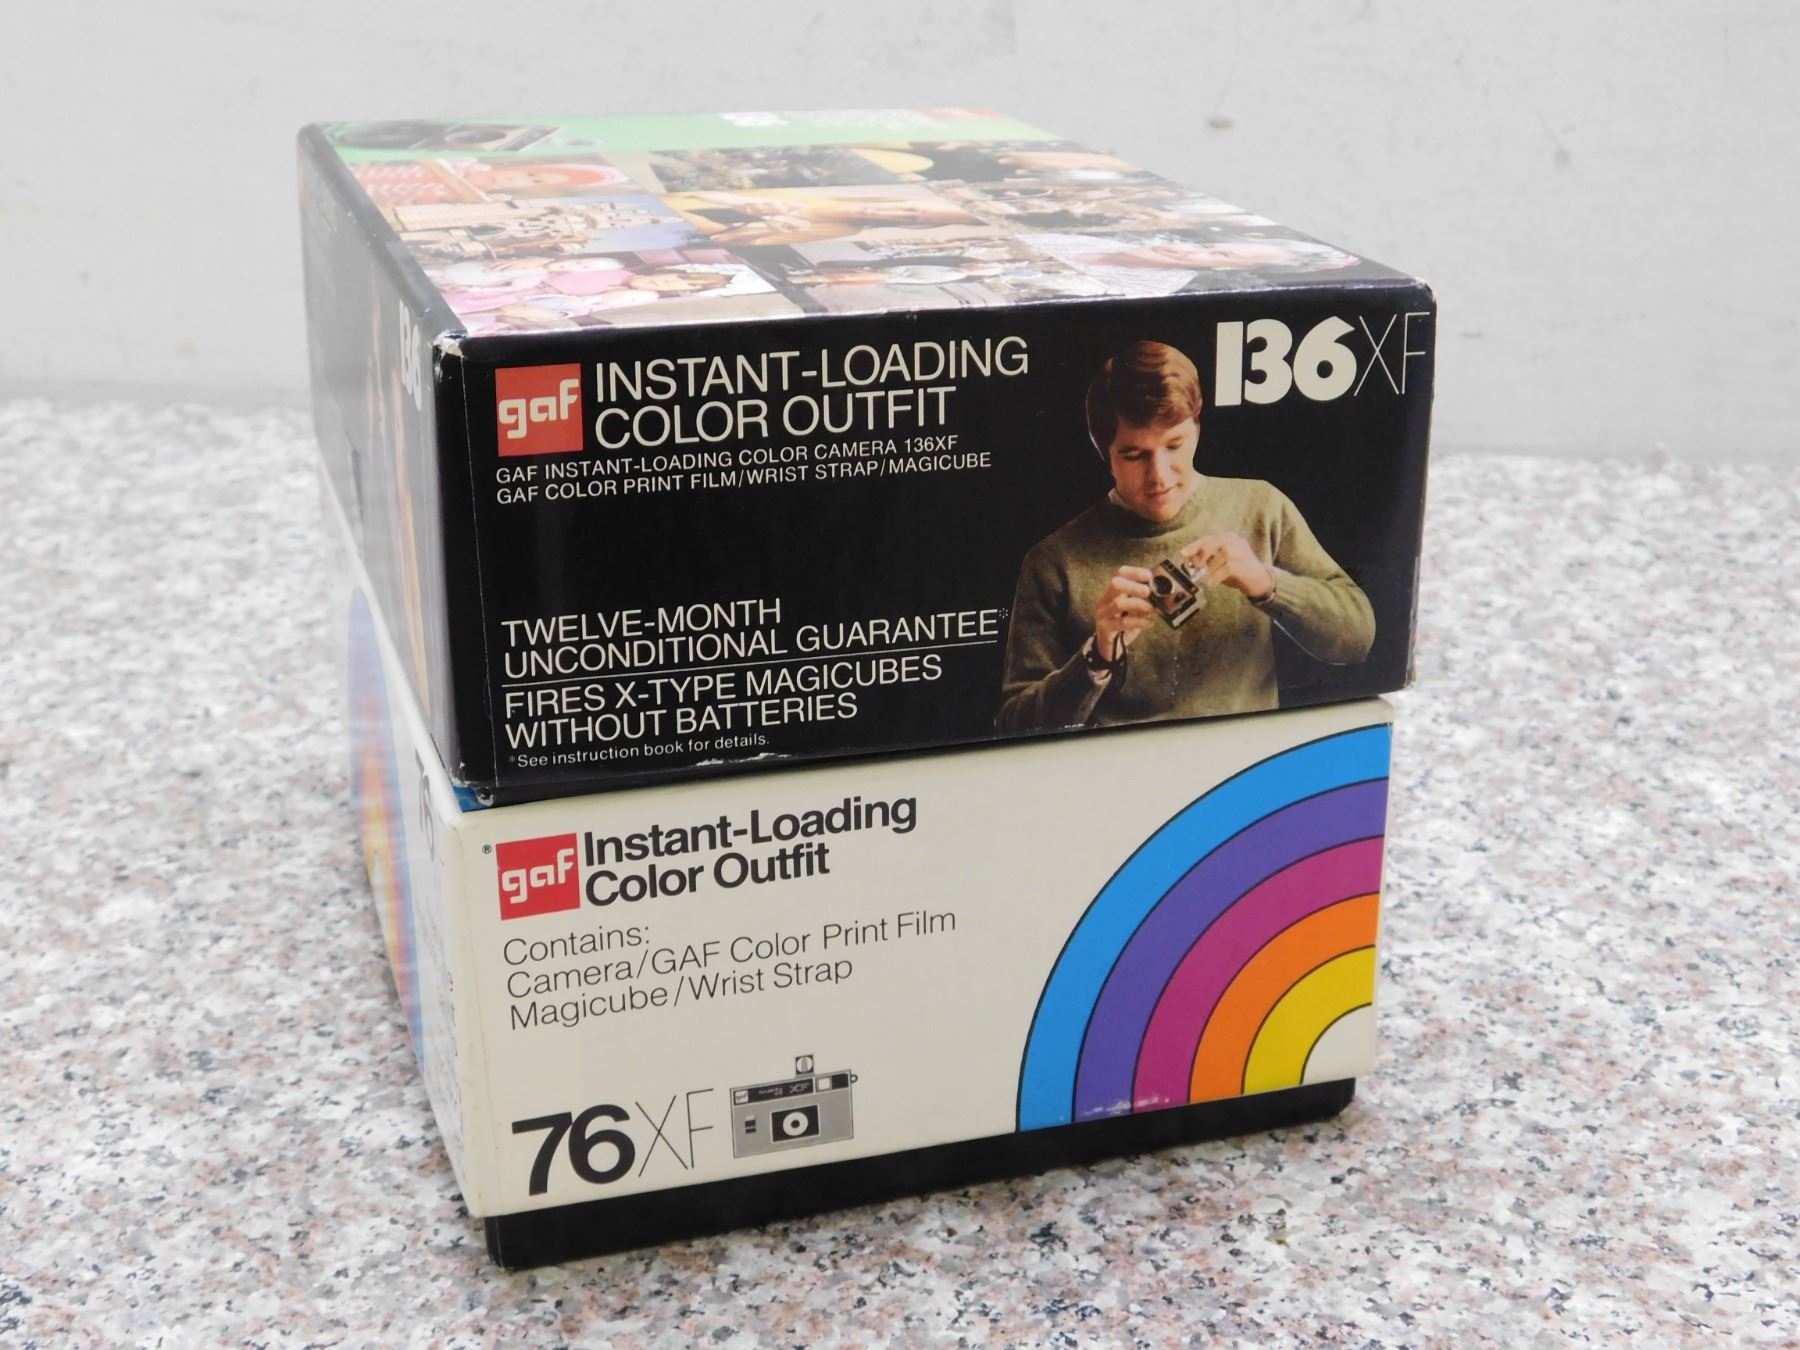 136
gaf
INSTANT-LOADING
COLOR OUTFIT
136XF
GAF INSTANT-LOADING COLOR CAMERA 136XF
GAF COLOR PRINT FILM/WRIST STRAP/MAGICUBE
TWELVE-MONTH
UNCONDITIONAL GUARANTEE*
FIRES X-TYPE MAGICUBES
WITHOUT BATTERIES
*See instruction book for details.
76
® gaf
Instant-Loading
Color Outfit
Contains:
Camera/GAF Color Print Film
Magicube/Wrist Strap
76XF